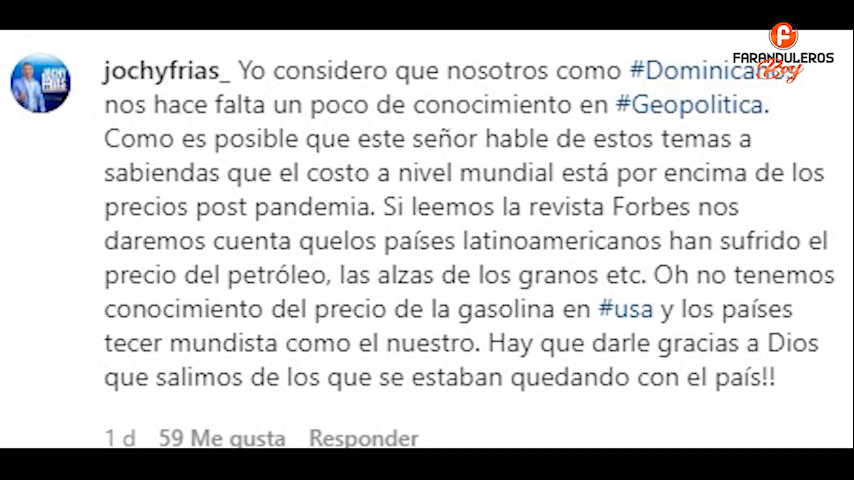 F
FARANDULEROS
Boy
jochyfrias_ Yo considero que nosotros como #Dominicanos
nos hace falta un poco de conocimiento en #Geopolitica.
Como es posible que este señor hable de estos temas a
sabiendas que el costo a nivel mundial está por encima de los
precios post pandemia. Si leemos la revista Forbes nos
daremos cuenta quelos países latinoamericanos han sufrido el
precio del petróleo, las alzas de los granos etc. Oh no tenemos
conocimiento del precio de la gasolina en #usa y los países
tecer mundista como el nuestro. Hay que darle gracias a Dios
que salimos de los que se estaban quedando con el país!!
1 d 59 Me gusta Responder